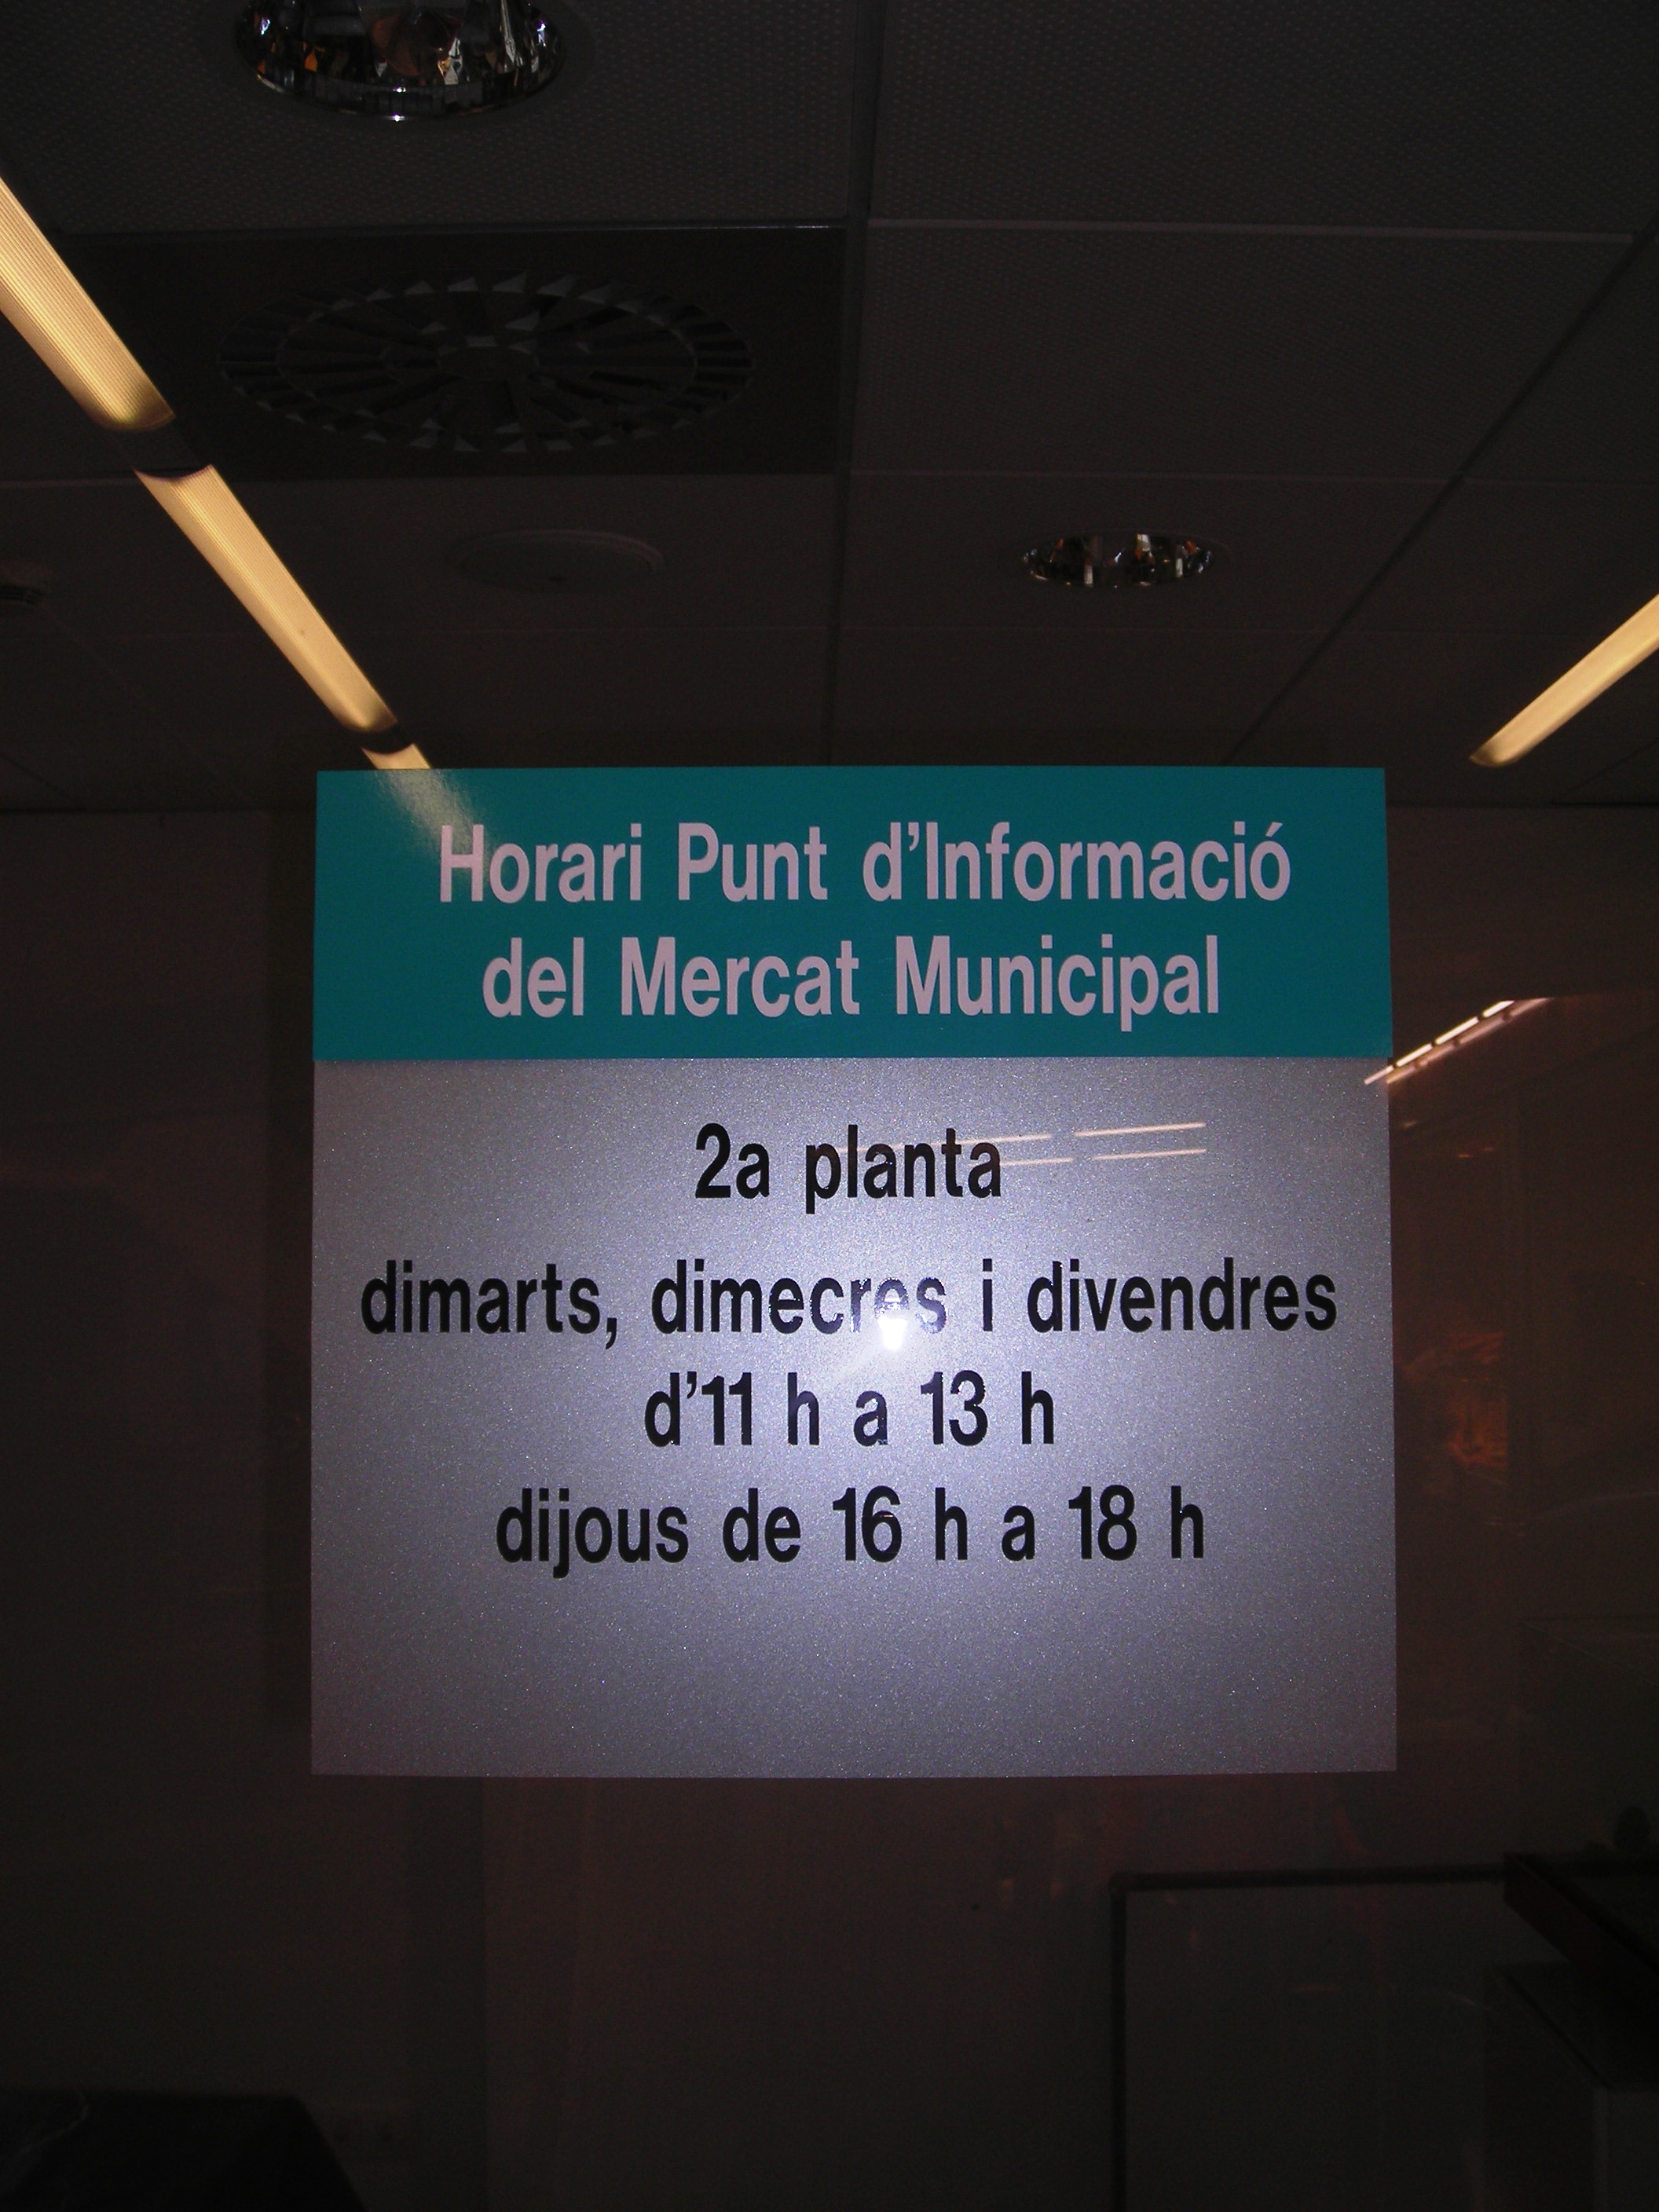 Horari Punt d'Informació
del Mercat Municipal
2a planta
dimarts, dimecres i divendres
d'11 h a 13 h
dijous de 16 h a 18 h